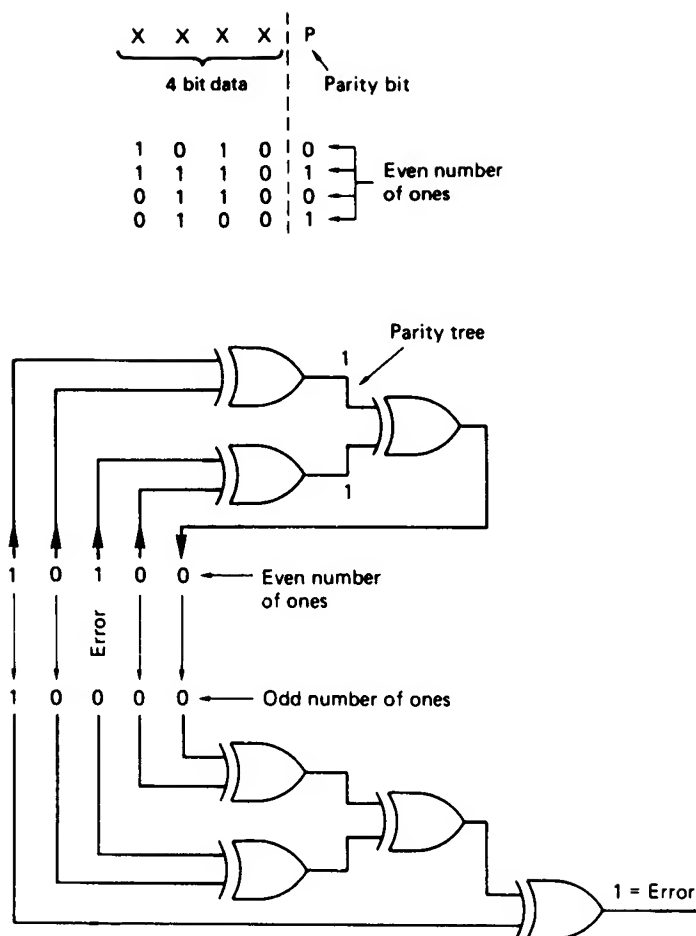 X X X X P
4 bit data
Parity bit
1 0 1 0 0
1 1 1 0 1
0 1 1 0 0
0 1 0 0 1
Even number
of ones
Parity tree
1
1
1 0 1 0 0
Even number
of ones
Error
1 0 0 0 0
Odd number of ones
1 = Error